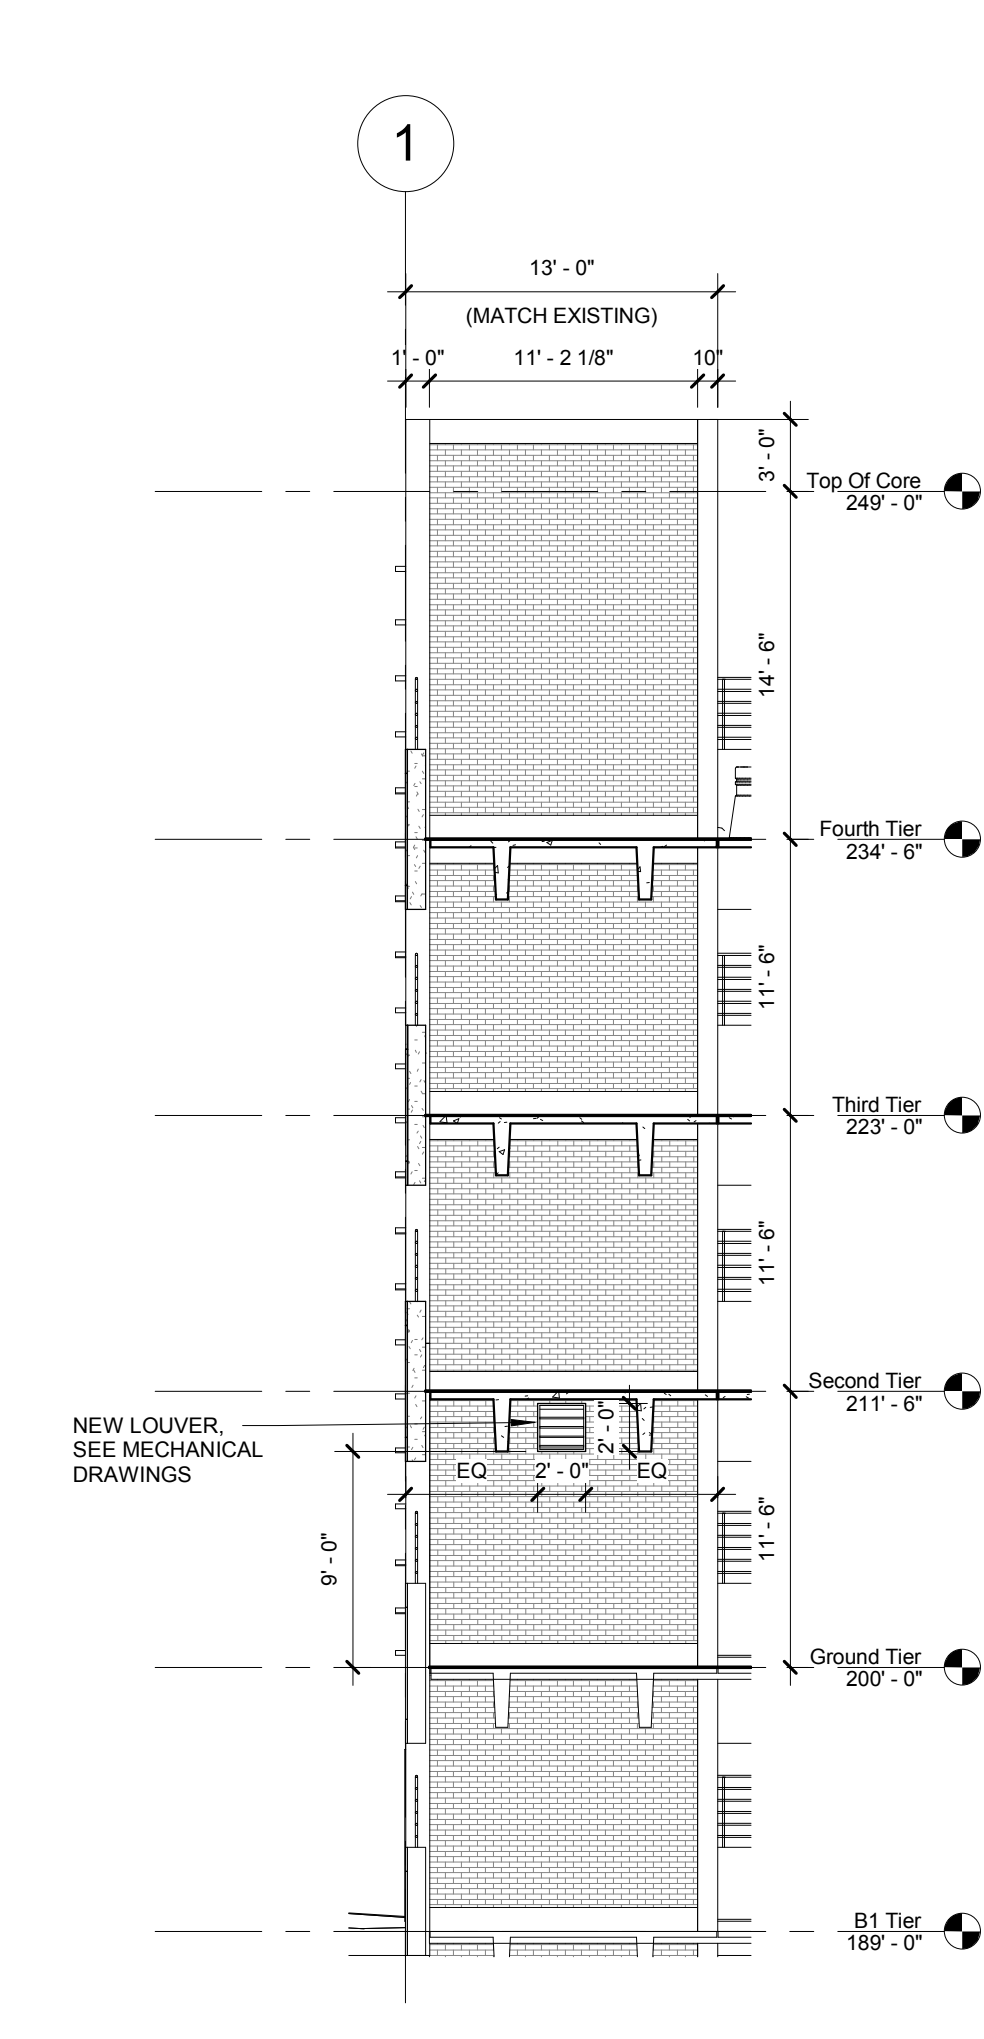 1
13' - 0"
(MATCH EXISTING)
1' - 0"
11' - 2 1/8"
10"
3' - 0"
Top Of Core
249' - 0"
14' - 6"
Fourth Tier
234' - 6"
11' - 6"
Third Tier
223' - 0"
11' - 6"
Second Tier
211' - 6"
NEW LOUVER,
SEE MECHANICAL
DRAWINGS
2' - 0"
EQ
2' - 0"
EQ
11' - 6"
9' - 0"
Ground Tier
200' - 0"
B1 Tier
189' - 0"